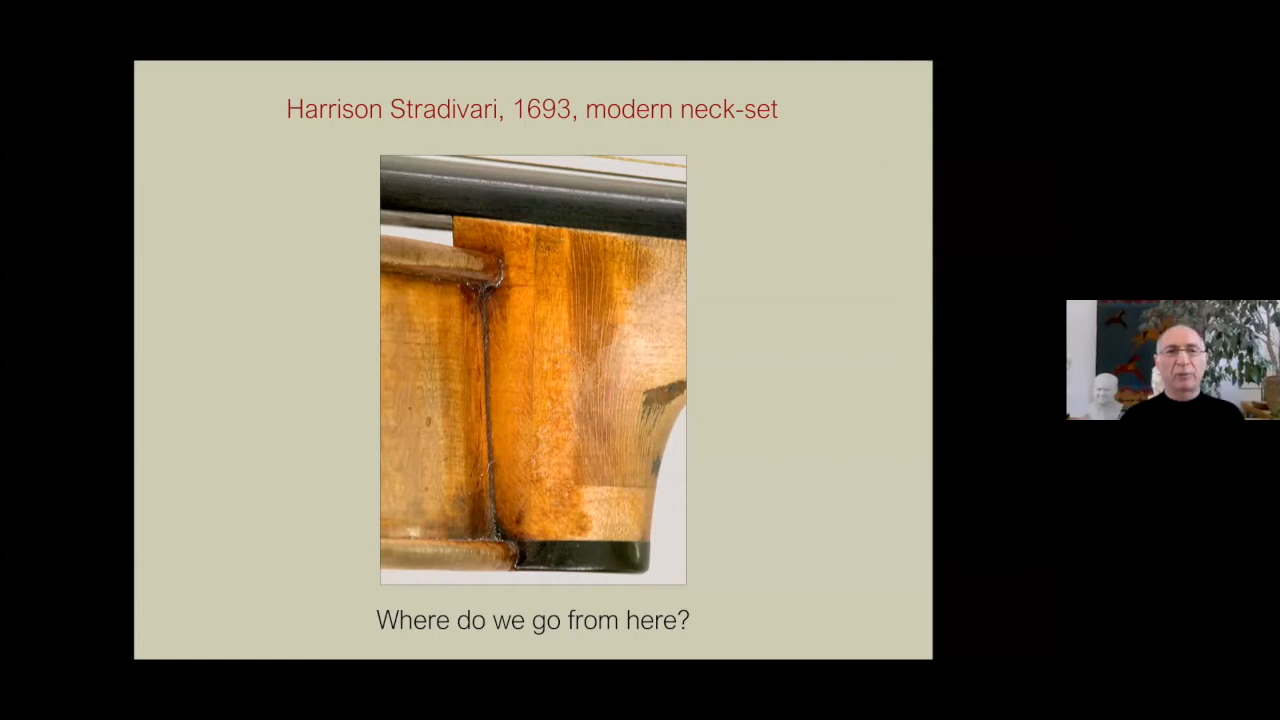 Harrison Stradivari, 1693, modern neck-set
Where do we go from here?